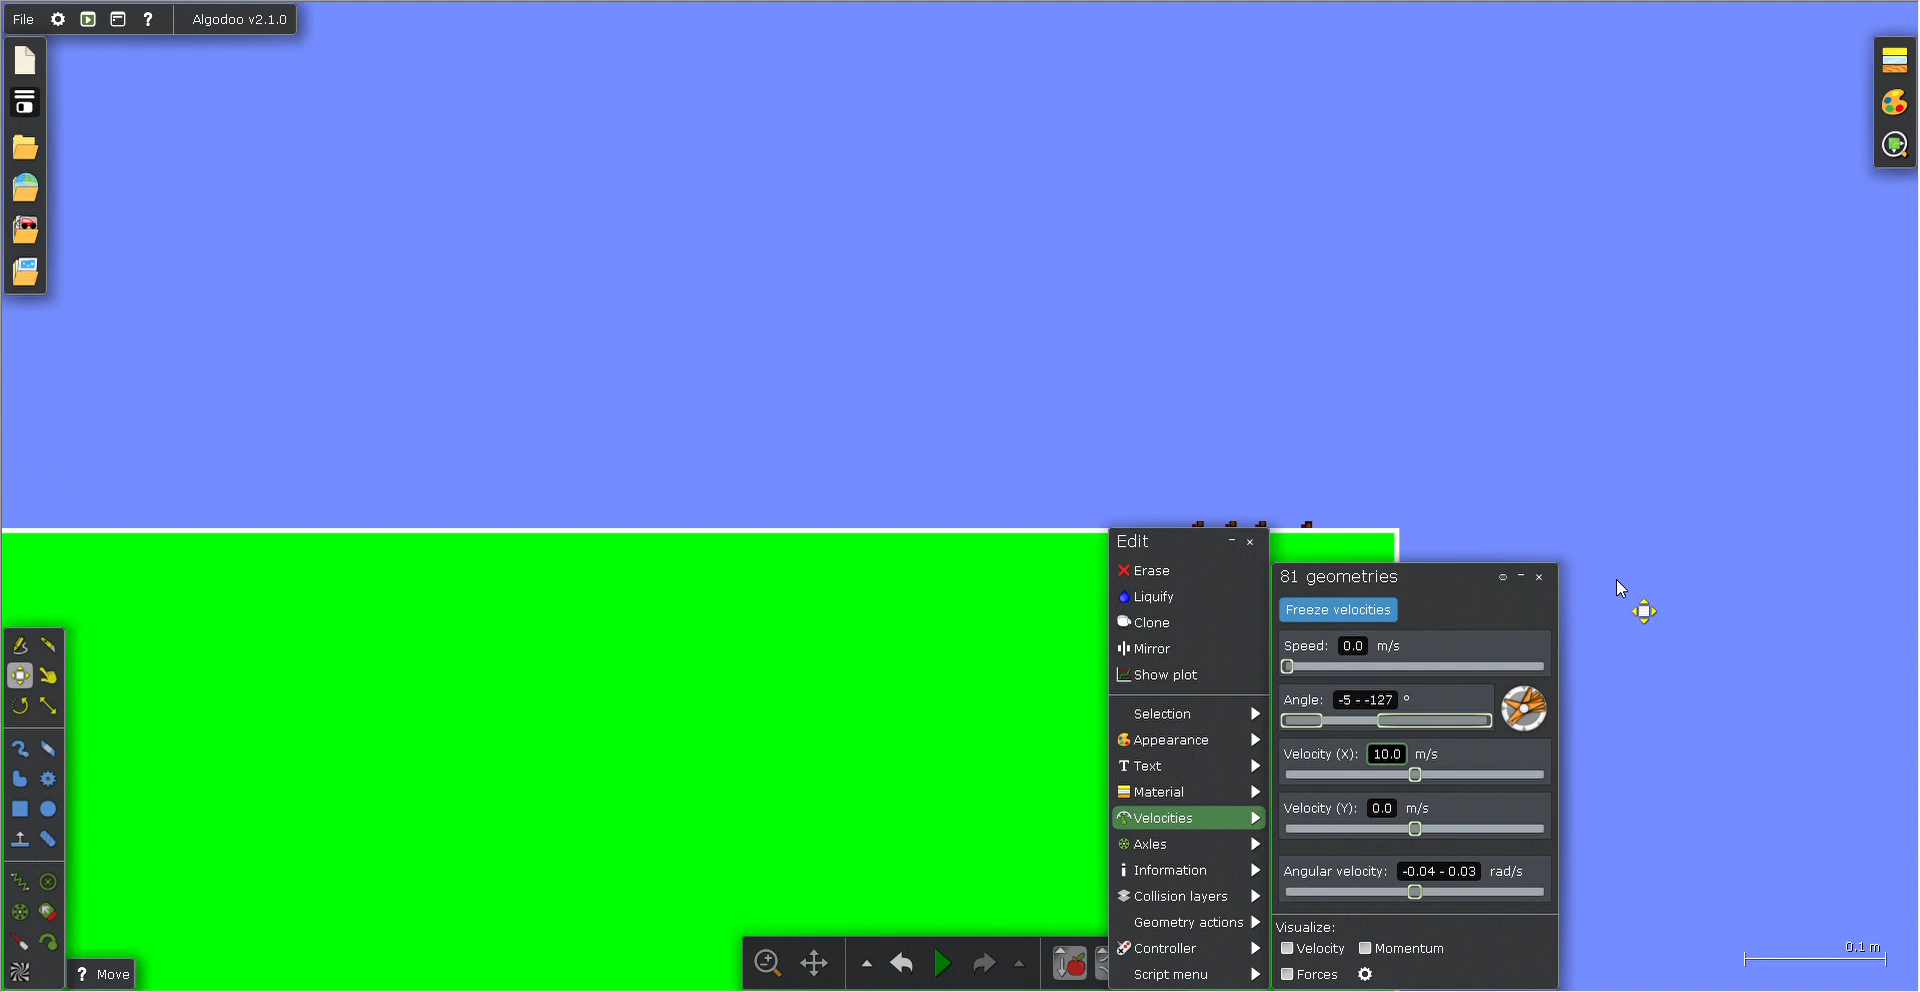 File ? Algodoo v2.1.0
Edit
Erase
Liquify
Clone
Mirror
Show plot
Selection
Appearance
T Text
Material
Velocities
Axles
i Information
Collision layers
Geometry actions
Controller
Script menu
81 geometries
Freeze velocities
Speed: 0.0 m/s
Angle: -5 - -127 °
Velocity (X): 10.0 m/s
Velocity (Y): 0.0 m/s
Angular velocity: -0.04 - 0.03 rad/s
Visualize:
Velocity Momentum
Forces
0.1 m
? Move